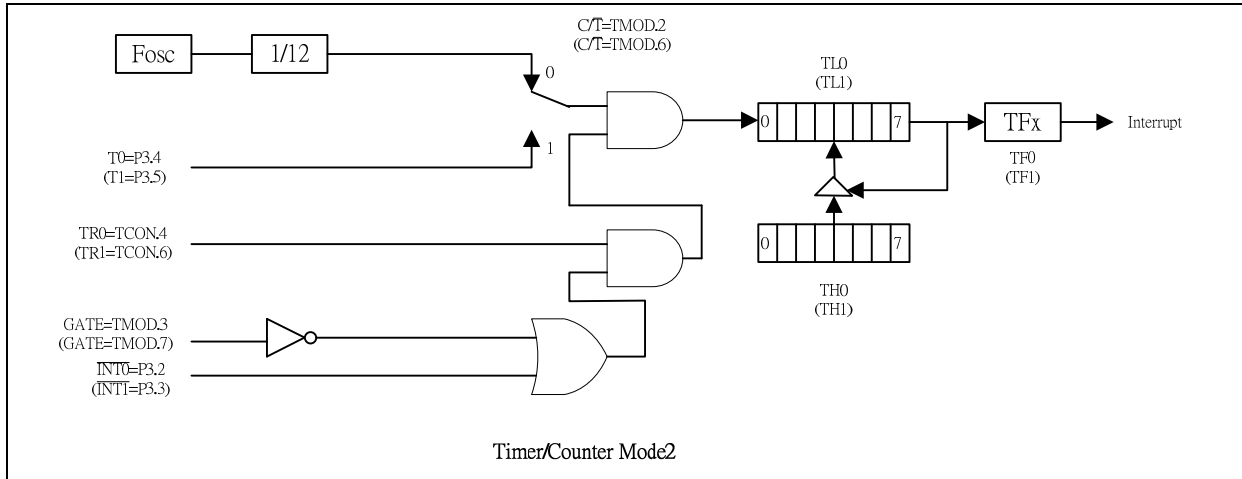 C/T̅=TMOD.2
(C/T̅=TMOD.6)
Fosc
1/12
0
TL0
(TL1)
0
7
TFx
Interrupt
TF0
(TF1)
1
T0=P3.4
(T1=P3.5)
TR0=TCON.4
(TR1=TCON.6)
0
7
TH0
(TH1)
GATE=TMOD.3
(GATE=TMOD.7)
I̅N̅T̅0̅=P3.2
(I̅N̅T̅1̅=P3.3)
Timer/Counter Mode2